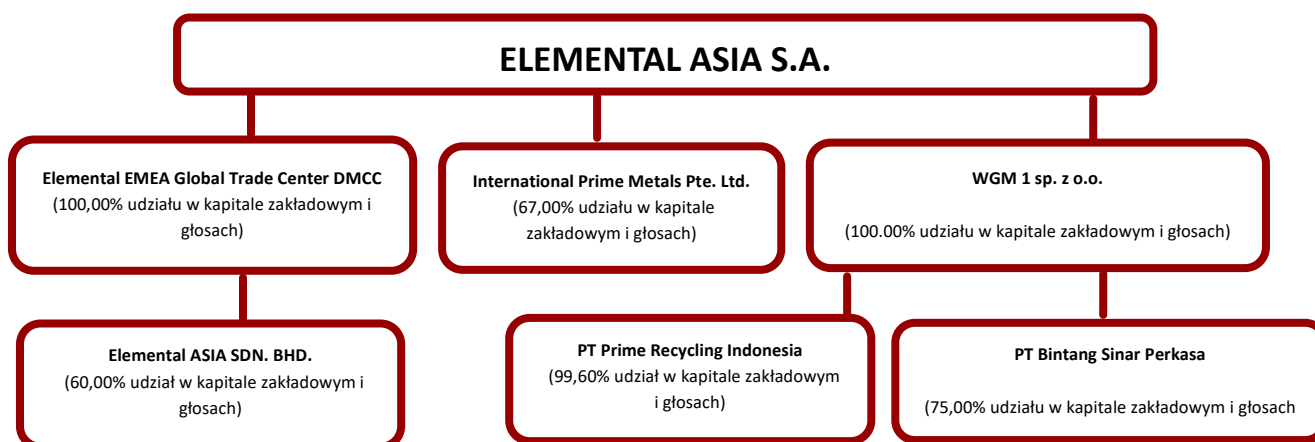 ELEMENTAL ASIA S.A.
Elemental EMEA Global Trade Center DMCC
(100,00% udziału w kapitale zakładowym i
głosach)
International Prime Metals Pte. Ltd.
(67,00% udziału w kapitale
zakładowym i głosach)
WGM 1 sp. z o.o.
(100.00% udziału w kapitale zakładowym i głosach)
Elemental ASIA SDN. BHD.
(60,00% udział w kapitale zakładowym i
głosach)
PT Prime Recycling Indonesia
(99,60% udział w kapitale zakładowym
i głosach)
PT Bintang Sinar Perkasa
(75,00% udziału w kapitale zakładowym i głosach